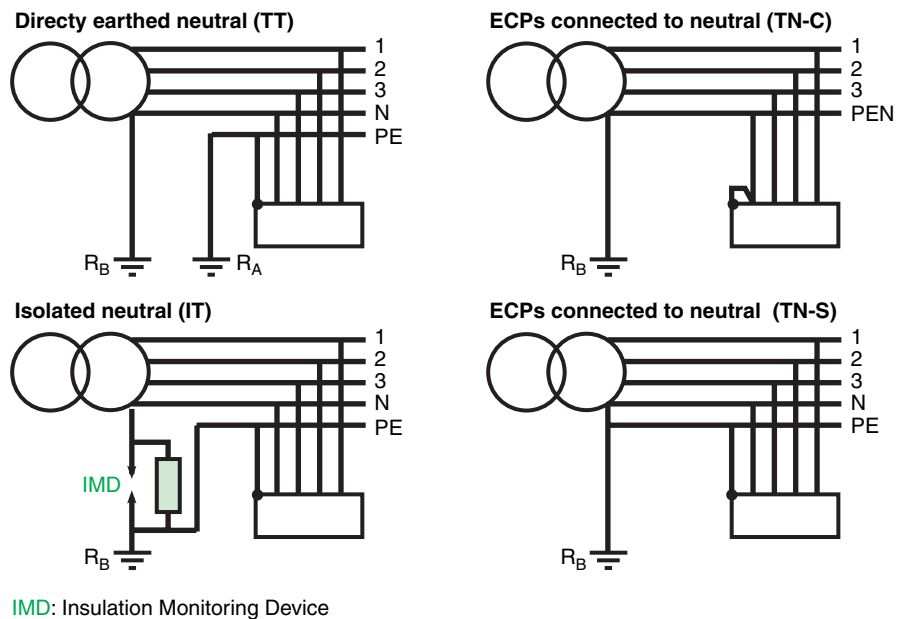 Directy earthed neutral (TT)
1
2
3
N
PE
RB
RA
ECPs connected to neutral (TN-C)
1
2
3
PEN
RB
Isolated neutral (IT)
1
2
3
N
PE
IMD
RB
ECPs connected to neutral (TN-S)
1
2
3
N
PE
RB
IMD: Insulation Monitoring Device